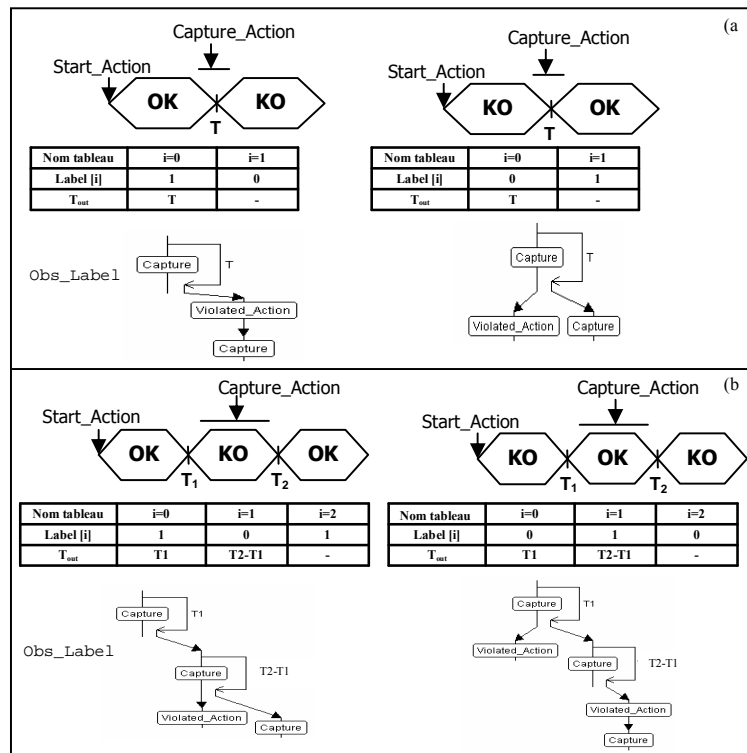 (a
Capture_Action
Start_Action
OK KO
T
Nom tableau i=0 i=1
Label [i] 1 0
Tout T -
Obs_Label
Capture
T
Violated_Action
Capture
Capture_Action
Start_Action
KO OK
T
Nom tableau i=0 i=1
Label [i] 0 1
Tout T -
Capture
T
Violated_Action Capture
(b
Capture_Action
Start_Action
OK KO OK
T1 T2
Nom tableau i=0 i=1 i=2
Label [i] 1 0 1
Tout T1 T2-T1 -
Obs_Label
Capture
T1
Capture
T2-T1
Violated_Action
Capture
Capture_Action
Start_Action
KO OK KO
T1 T2
Nom tableau i=0 i=1 i=2
Label [i] 0 1 0
Tout T1 T2-T1 -
Capture
T1
Violated_Action
Capture
T2-T1
Violated_Action
Capture